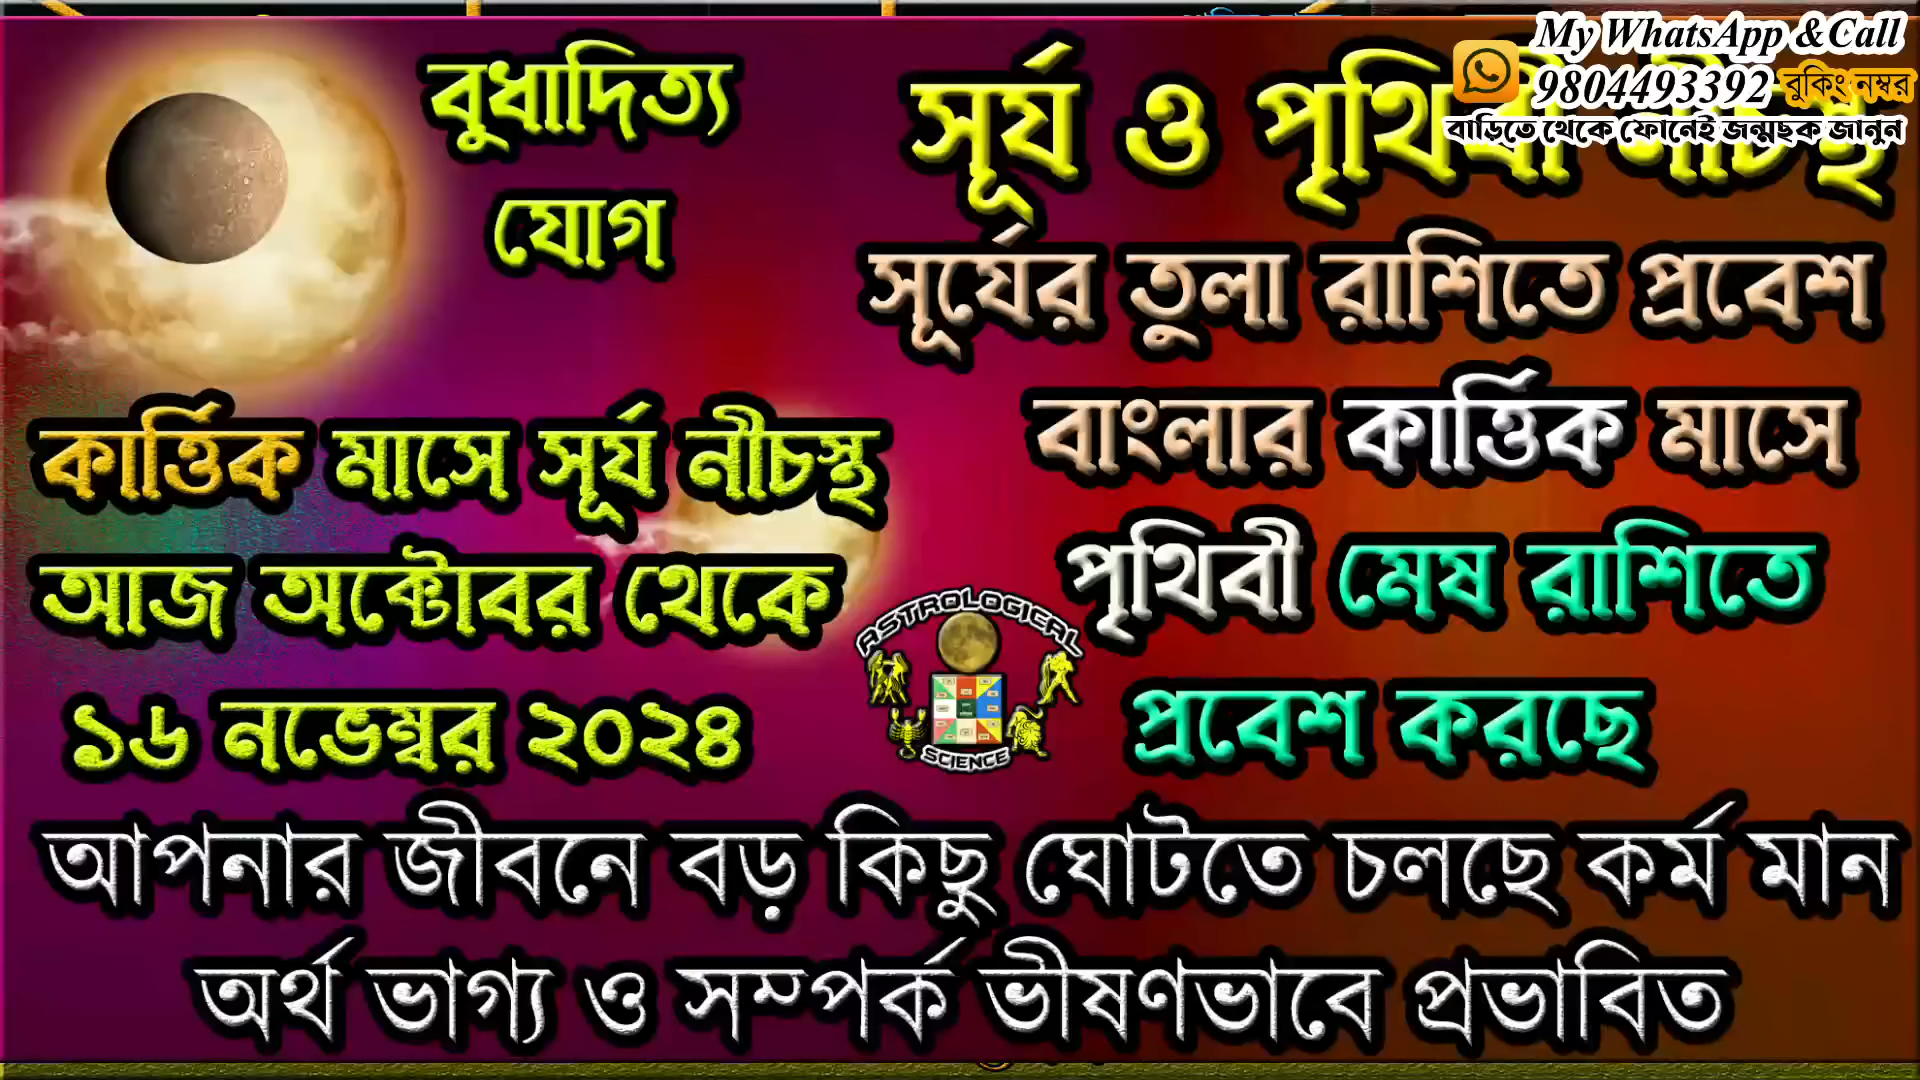 My WhatsApp &Call
9804493392 বুকিং নম্বর
বাড়িতে থেকে ফোনেই জন্মছক জানুন
বুধাদিত্য
যোগ
সূর্য ও পৃথিবী নীচস্থ
সূর্যের তুলা রাশিতে প্রবেশ
বাংলার কার্ত্তিক মাসে
পৃথিবী মেষ রাশিতে
প্রবেশ করছে
কার্ত্তিক মাসে সূর্য নীচস্থ
আজ অক্টোবর থেকে
১৬ নভেম্বর ২০২৪
ASTROLOGICAL
SCIENCE
আপনার জীবনে বড় কিছু ঘোটতে চলছে কর্ম মান
অর্থ ভাগ্য ও সম্পর্ক ভীষণভাবে প্রভাবিত